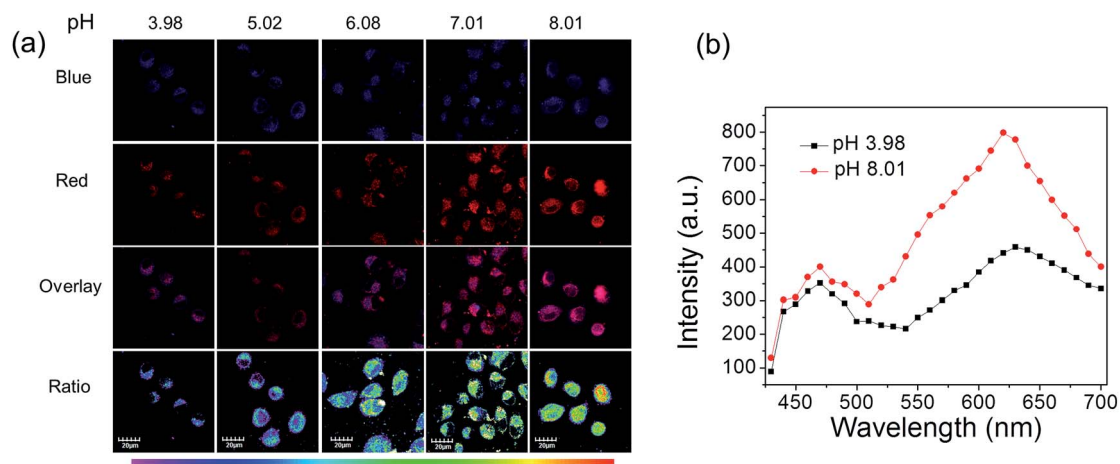 pH 3.98 5.02 6.08 7.01 8.01
(a)
Blue
Red
Overlay
Ratio
20μm 20μm 20μm 20μm 20μm
(b)
pH 3.98
pH 8.01
Intensity (a.u.)
800
700
600
500
400
300
200
100
450 500 550 600 650 700
Wavelength (nm)